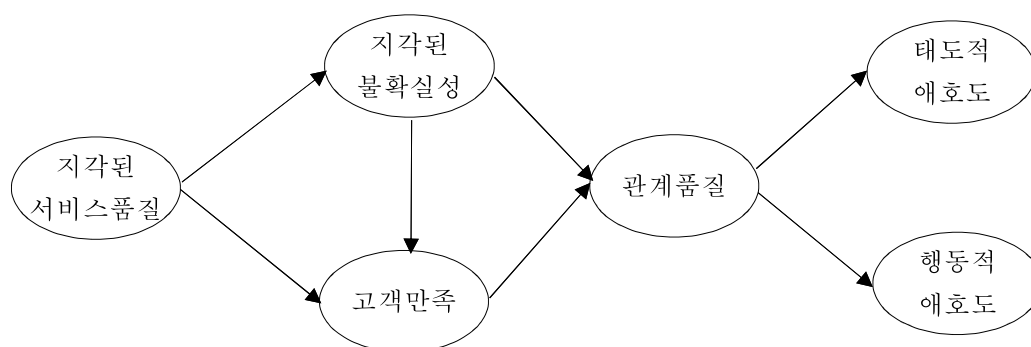 지각된
불확실성
태도적
애호도
지각된
서비스품질
관계품질
고객만족
행동적
애호도